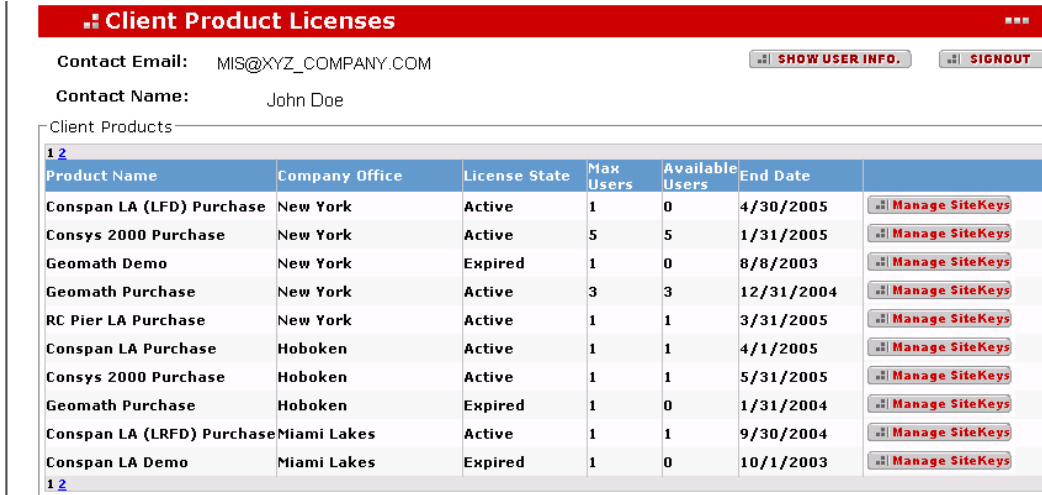 Client Product Licenses
Contact Email: MIS@XYZ_COMPANY.COM SHOW USER INFO. SIGNOUT
Contact Name: John Doe
Client Products
1 2
Product Name Company Office License State Max Users Available Users End Date
Conspan LA (LFD) Purchase New York Active 1 0 4/30/2005 Manage SiteKeys
Consys 2000 Purchase New York Active 5 5 1/31/2005 Manage SiteKeys
Geomath Demo New York Expired 1 0 8/8/2003 Manage SiteKeys
Geomath Purchase New York Active 3 3 12/31/2004 Manage SiteKeys
RC Pier LA Purchase New York Active 1 1 3/31/2005 Manage SiteKeys
Conspan LA Purchase Hoboken Active 1 1 4/1/2005 Manage SiteKeys
Consys 2000 Purchase Hoboken Active 1 1 5/31/2005 Manage SiteKeys
Geomath Purchase Hoboken Expired 1 0 1/31/2004 Manage SiteKeys
Conspan LA (LRFD) Purchase Miami Lakes Active 1 1 9/30/2004 Manage SiteKeys
Conspan LA Demo Miami Lakes Expired 1 0 10/1/2003 Manage SiteKeys
1 2